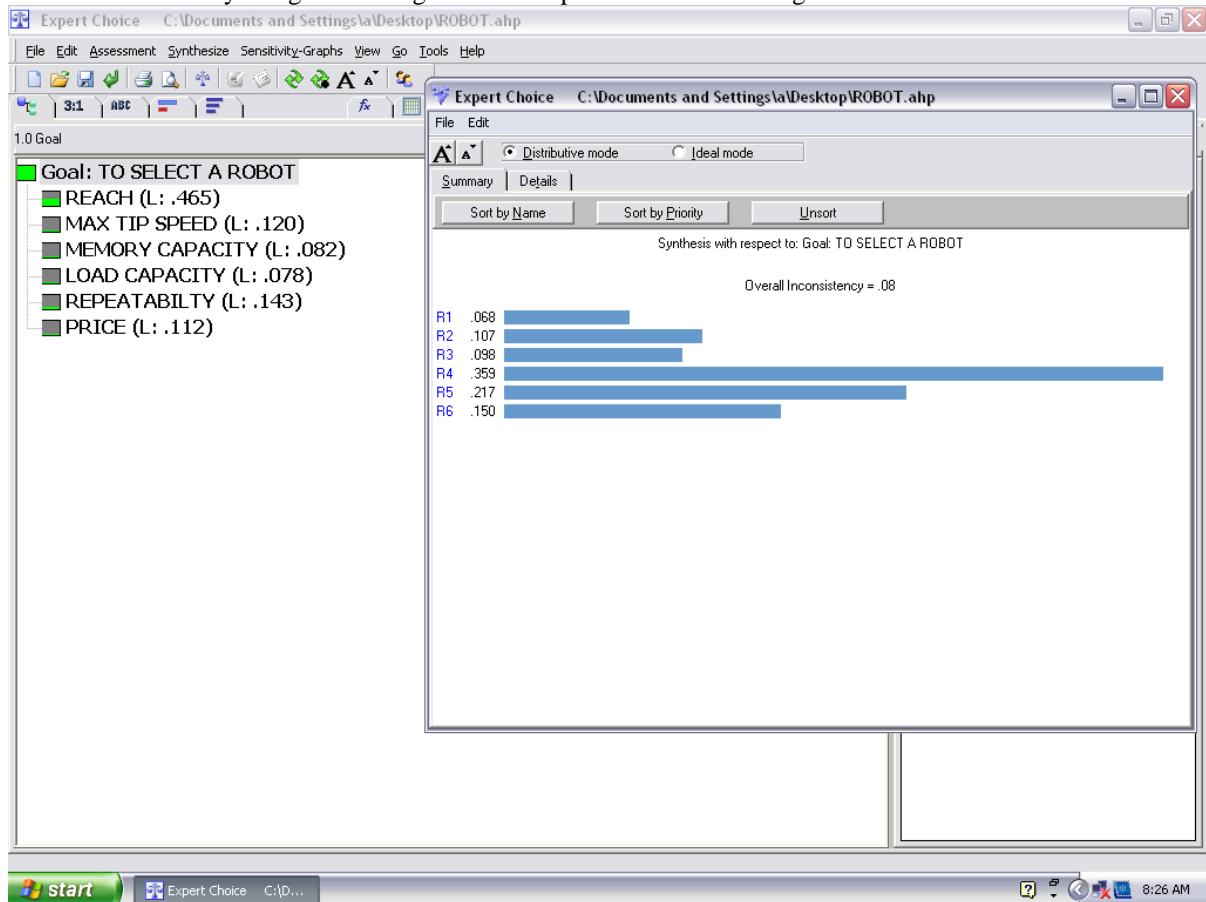 Expert Choice C:\Documents and Settings\a\Desktop\ROBOT.ahp
File Edit Assessment Synthesize Sensitivity-Graphs View Go Tools Help
3:1 ABC
1.0 Goal
Goal: TO SELECT A ROBOT
REACH (L: .465)
MAX TIP SPEED (L: .120)
MEMORY CAPACITY (L: .082)
LOAD CAPACITY (L: .078)
REPEATABILTY (L: .143)
PRICE (L: .112)
Expert Choice C:\Documents and Settings\a\Desktop\ROBOT.ahp
File Edit
Distributive mode Ideal mode
Summary Details
Sort by Name Sort by Priority Unsort
Synthesis with respect to: Goal: TO SELECT A ROBOT
Overall Inconsistency = .08
R1 .068
R2 .107
R3 .098
R4 .359
R5 .217
R6 .150
start Expert Choice C:\D... 8:26 AM